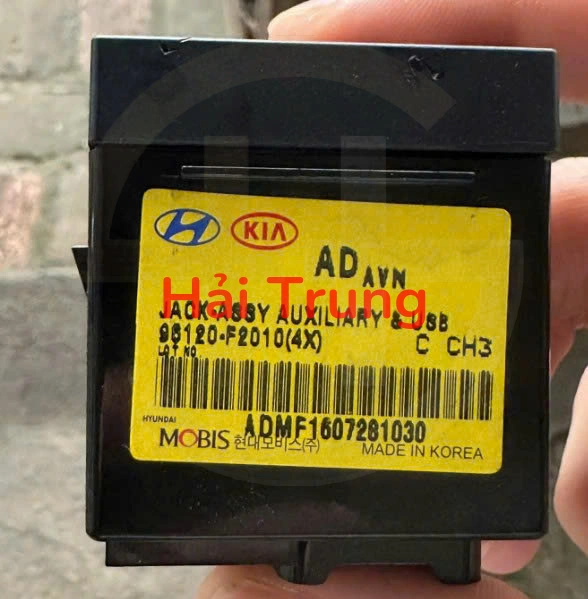 HYUNDAI KIA
AD AVN
Hải Trung
JACK ASSY AUXILIARY & USB
96120-F2010(4X) C CH3
LOT NO.
ADMF1607281030
HYUNDAI
MOBIS 현대모비스(주) MADE IN KOREA